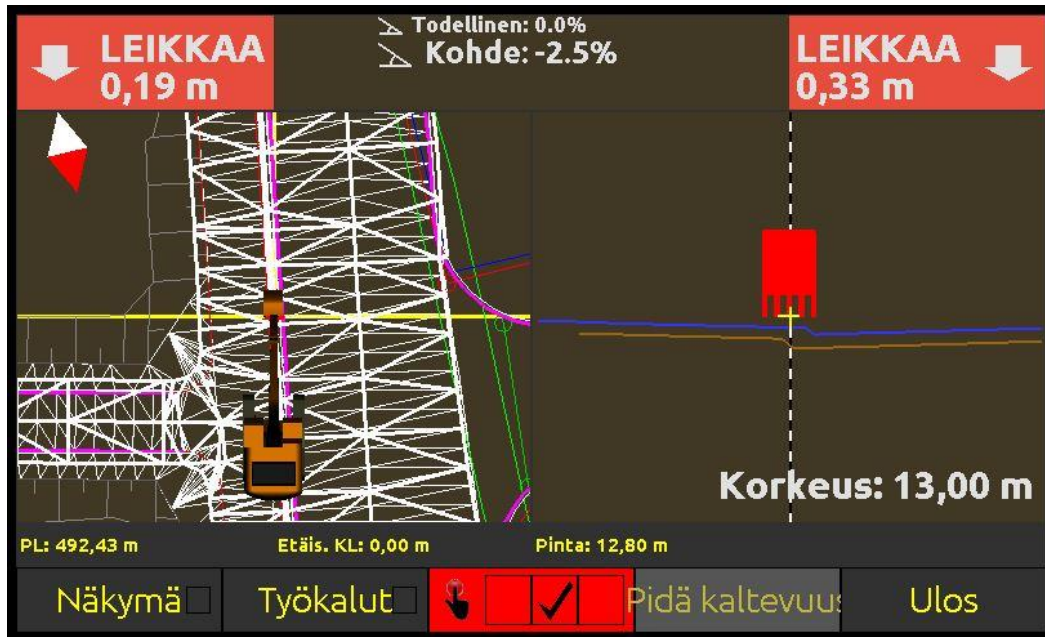 LEIKKAA
0,19 m
Todellinen: 0.0%
Kohde: -2.5%
LEIKKAA
0,33 m
Korkeus: 13,00 m
PL: 492,43 m
Etäis. KL: 0,00 m
Pinta: 12,80 m
Näkymä
Työkalut
Pidä kaltevuus
Ulos